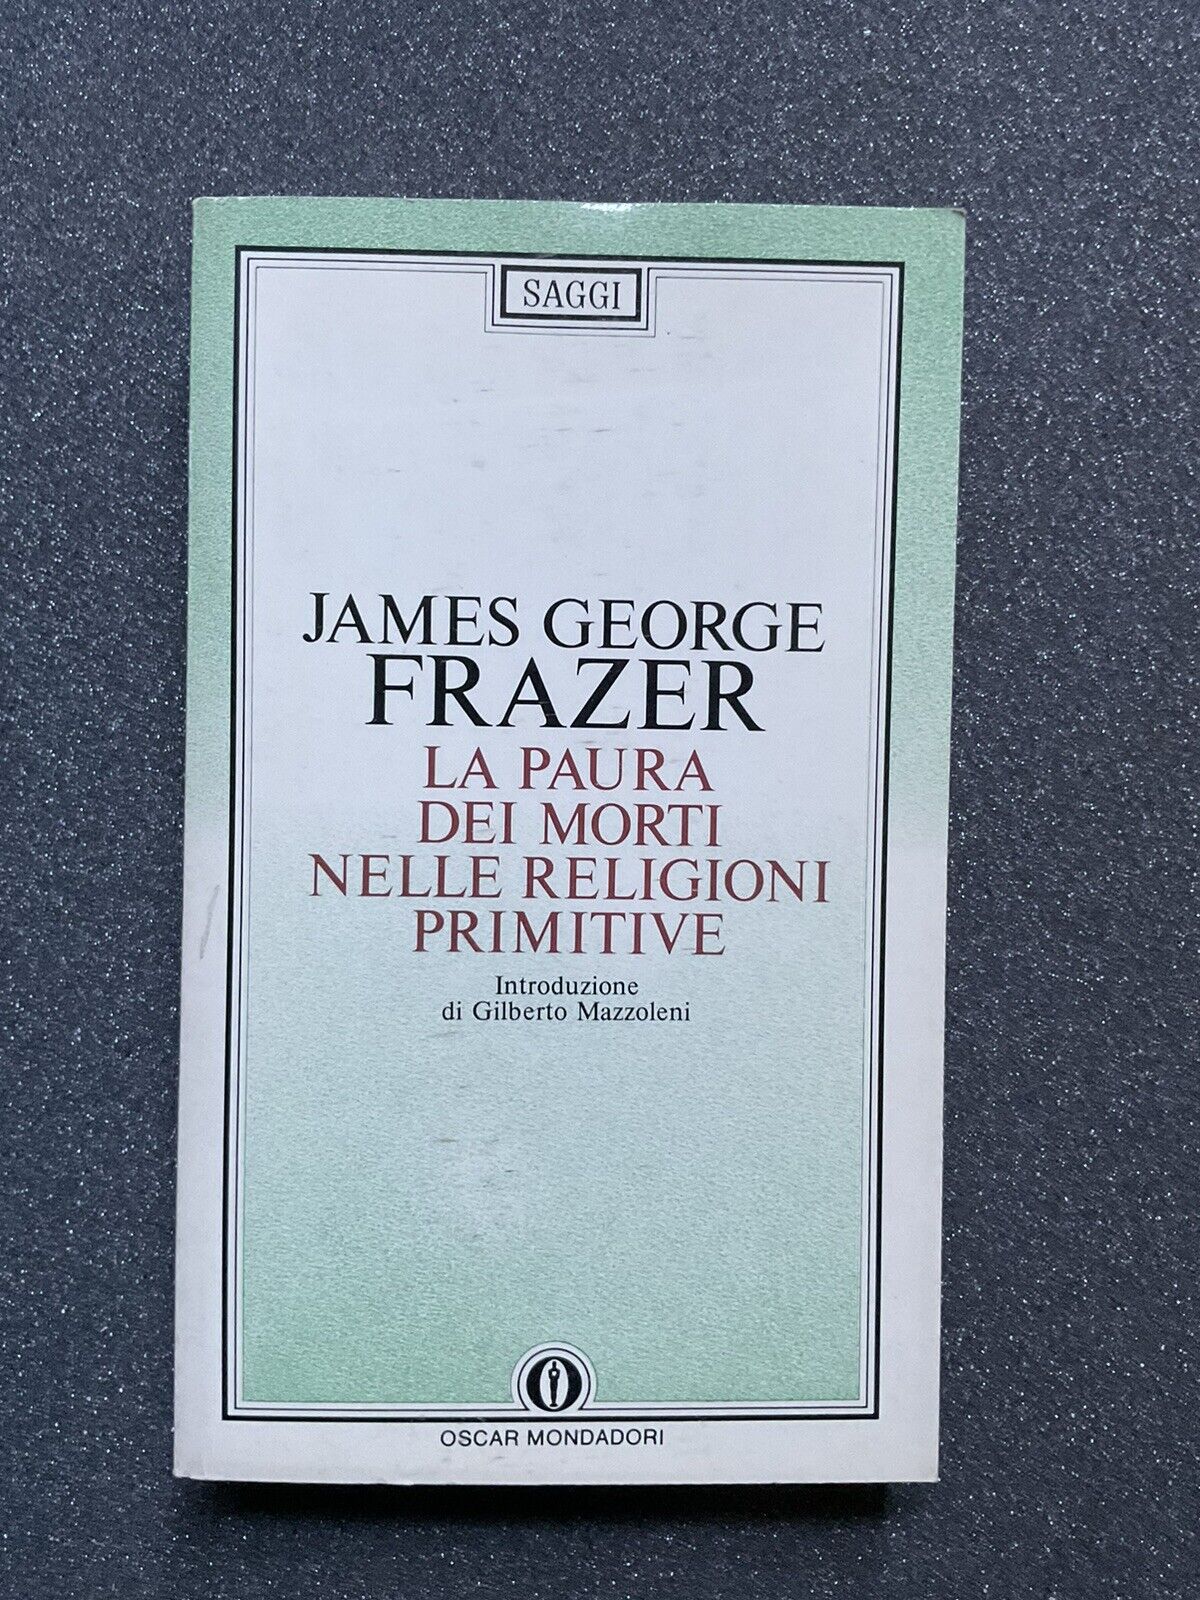 SAGGI
JAMES GEORGE
FRAZER
LA PAURA
DEI MORTI
NELLE RELIGIONI
PRIMITIVE
Introduzione
di Gilberto Mazzoleni
OSCAR MONDADORI